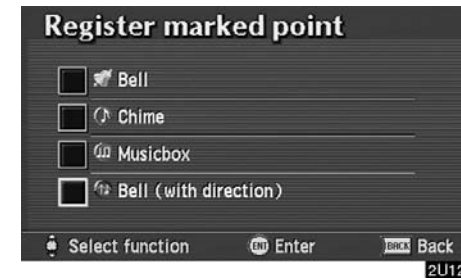 Register marked point
Bell
Chime
Musicbox
Bell (with direction)
Select function ENT Enter BACK Back
2U12